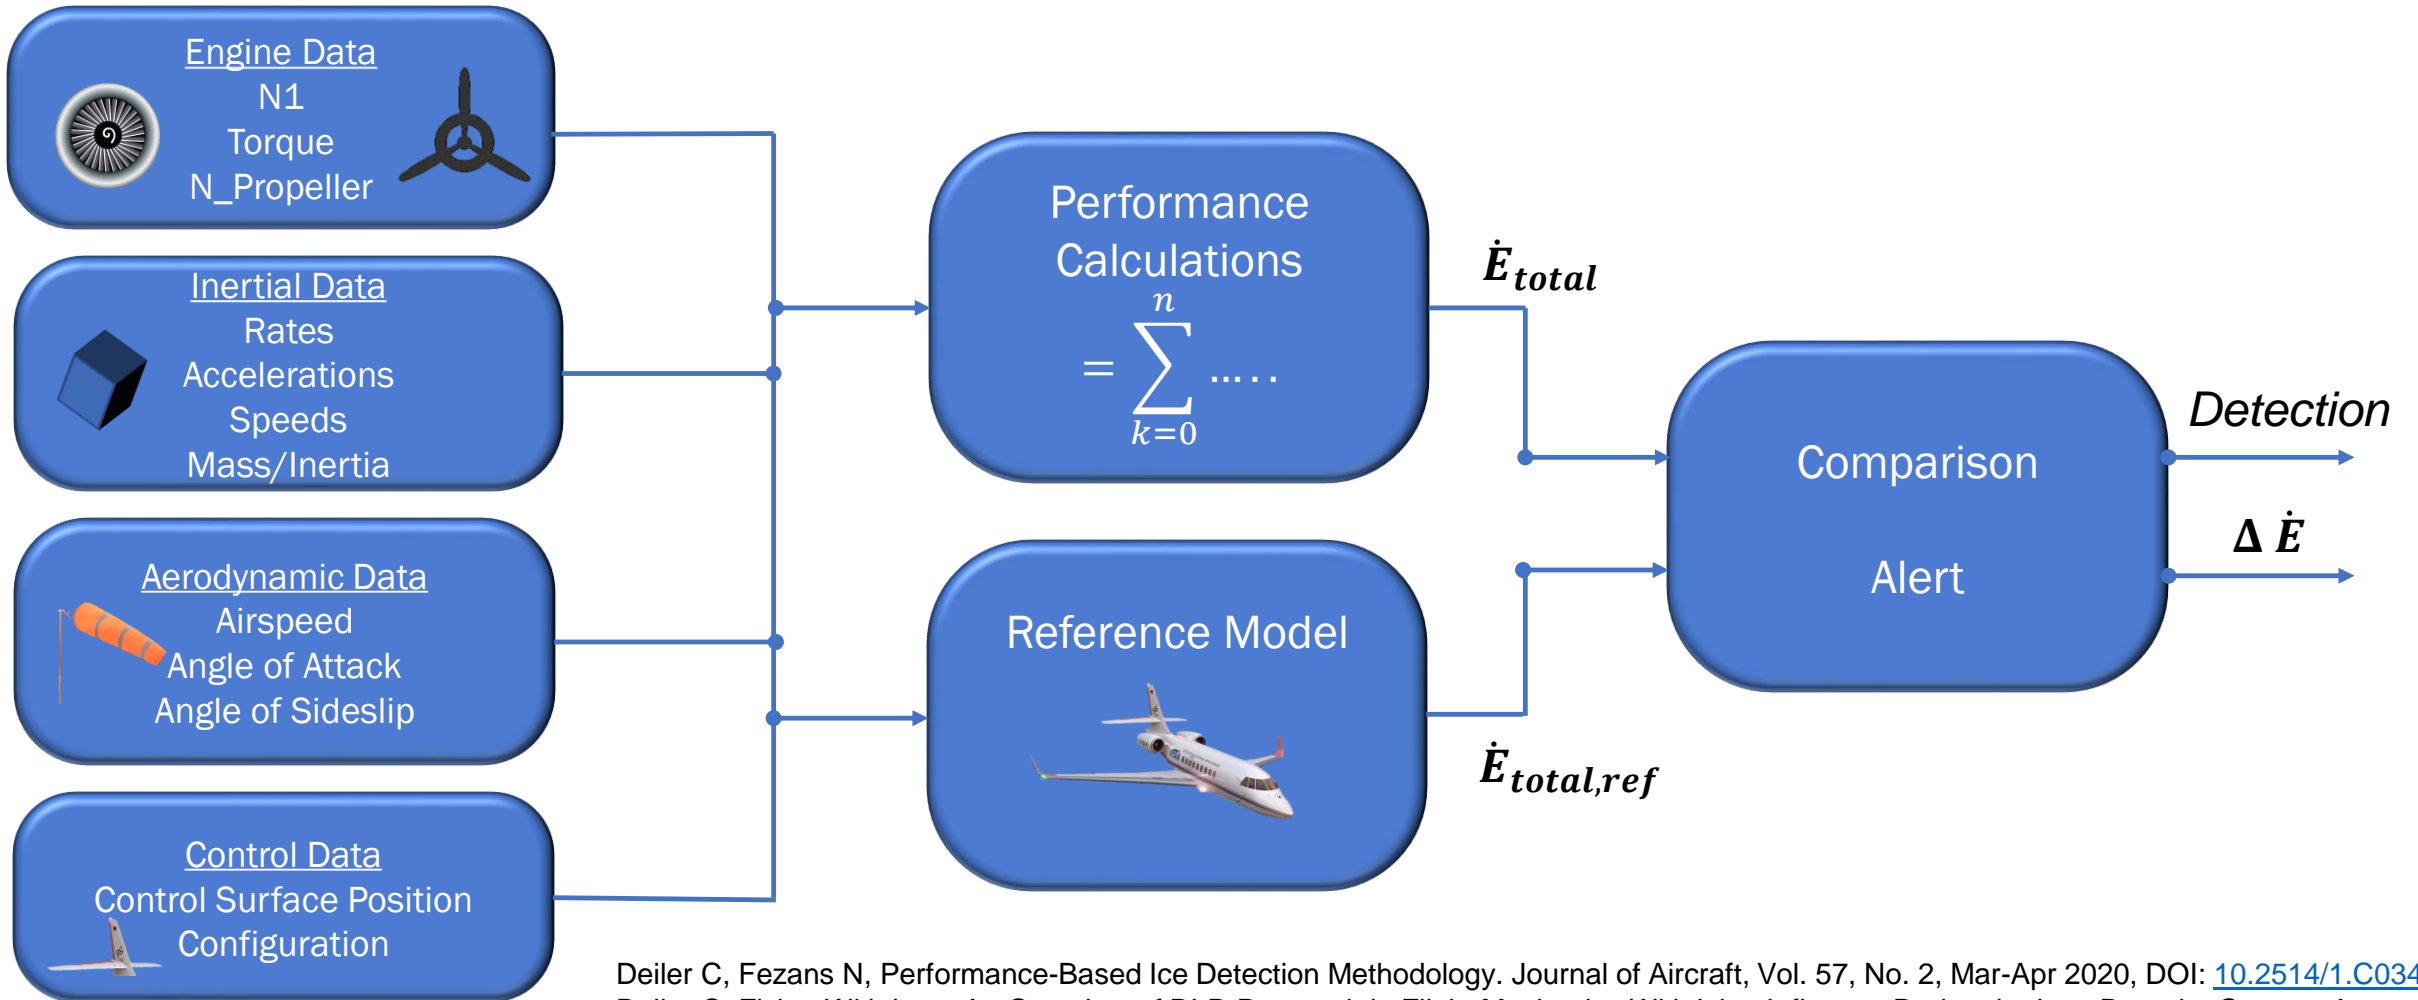 Engine Data
N1
Torque
N_Propeller
Inertial Data
Rates
Accelerations
Speeds
Mass/Inertia
Aerodynamic Data
Airspeed
Angle of Attack
Angle of Sideslip
Control Data
Control Surface Position
Configuration
Performance
Calculations
n
= ∑ .....
k=0
Reference Model
Ė_total
Ė_total,ref
Comparison
Alert
Detection
Δ Ė
Deiler C, Fezans N, Performance-Based Ice Detection Methodology. Journal of Aircraft, Vol. 57, No. 2, Mar-Apr 2020, DOI: 10.2514/1.C034